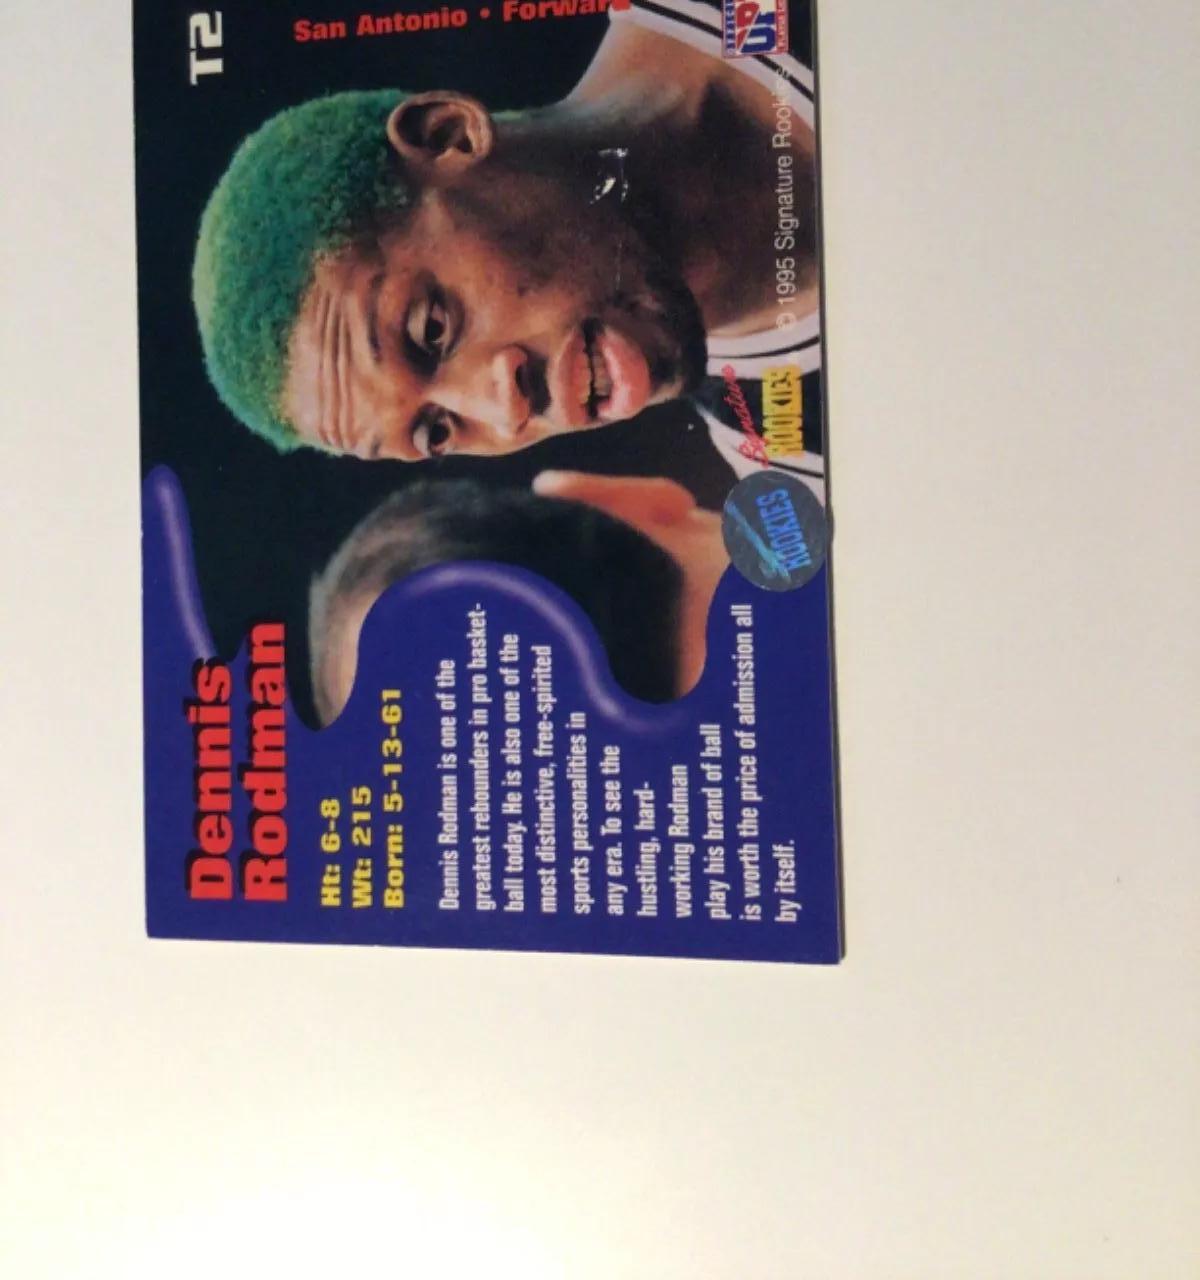 T2
San Antonio • Forward
Dennis
Rodman
Ht: 6-8
Wt: 215
Born: 5-13-61
Dennis Rodman is one of the
greatest rebounders in pro basket-
ball today. He is also one of the
most distinctive, free-spirited
sports personalities in
any era. To see the
hustling, hard-
working Rodman
play his brand of ball
is worth the price of admission all
by itself.
ROOKIES
Signature
ROOKIES
© 1995 Signature Rookies